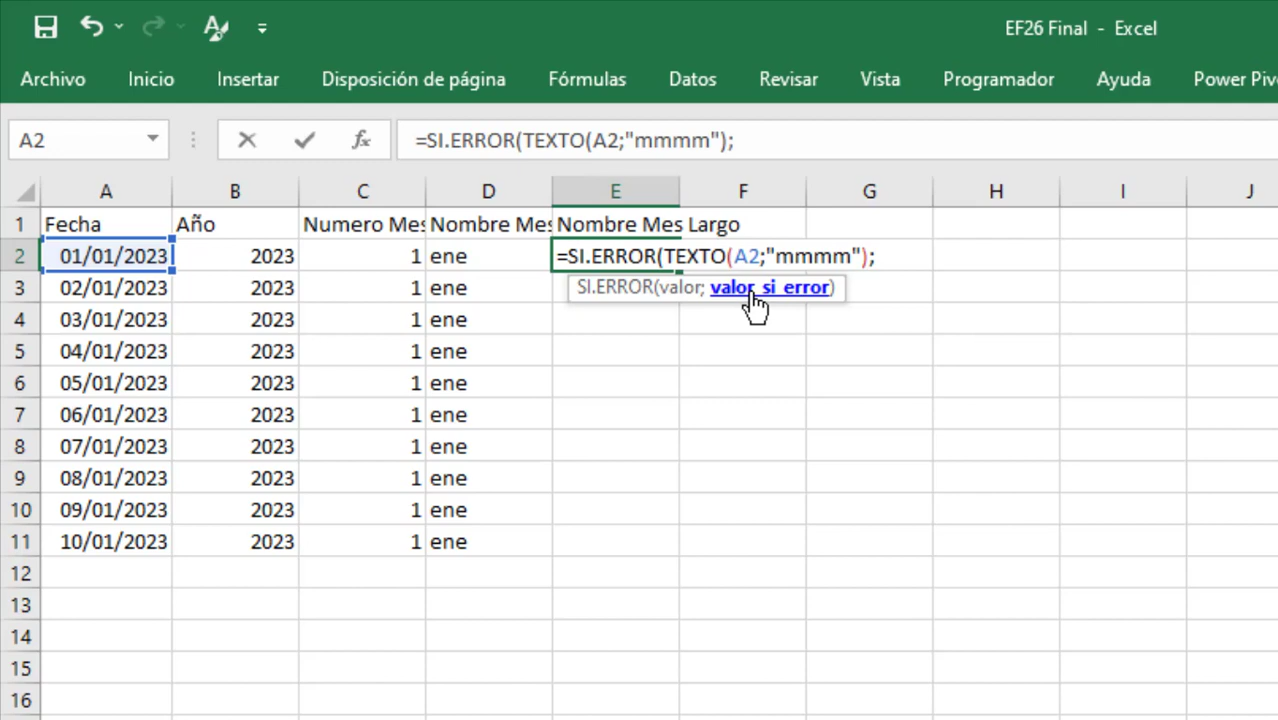 EF26 Final - Excel
Archivo Inicio Insertar Disposición de página Fórmulas Datos Revisar Vista Programador Ayuda Power Piv
A2 fx =SI.ERROR(TEXTO(A2;"mmmm");
A B C D E F G H I J
1 Fecha Año Numero Mes Nombre Mes Nombre Mes Largo
2 01/01/2023 2023 1 ene =SI.ERROR(TEXTO(A2;"mmmm");
3 02/01/2023 2023 1 ene SI.ERROR(valor; valor_si_error)
4 03/01/2023 2023 1 ene
5 04/01/2023 2023 1 ene
6 05/01/2023 2023 1 ene
7 06/01/2023 2023 1 ene
8 07/01/2023 2023 1 ene
9 08/01/2023 2023 1 ene
10 09/01/2023 2023 1 ene
11 10/01/2023 2023 1 ene
12
13
14
15
16